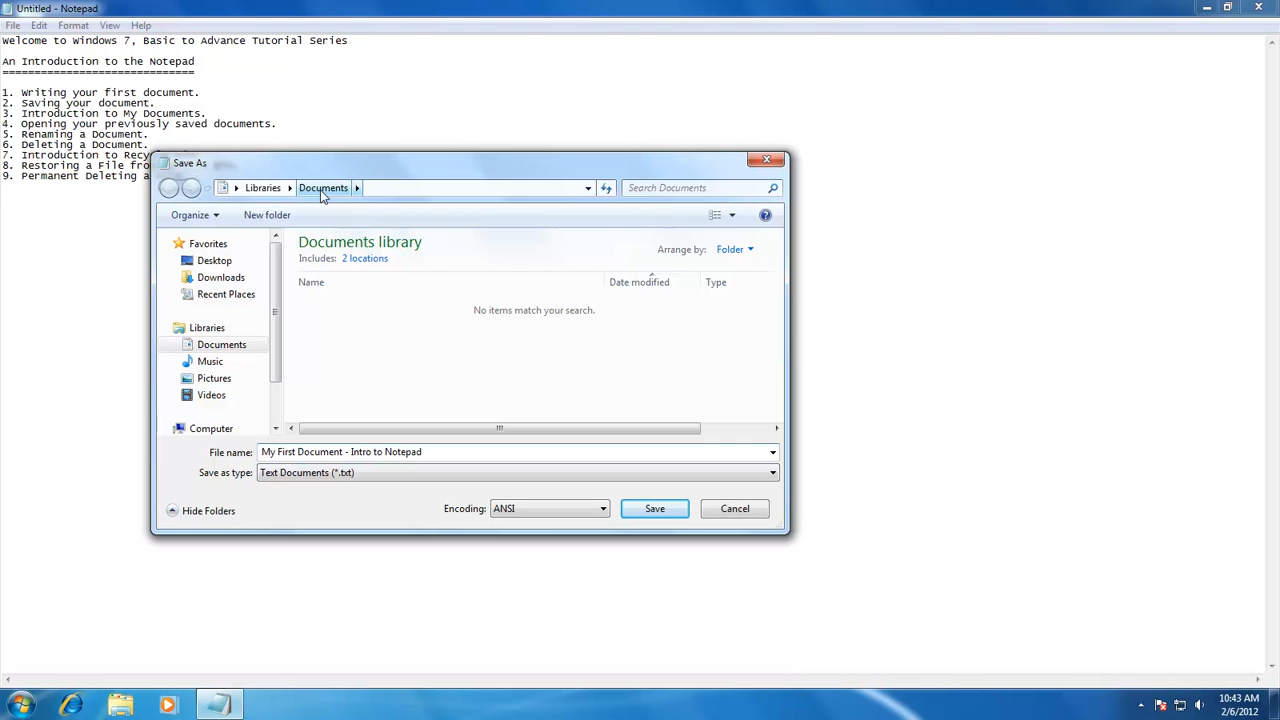 Untitled - Notepad
File Edit Format View Help
Welcome to Windows 7, Basic to Advance Tutorial Series
An Introduction to the Notepad
==============================
1. Writing your first document.
2. Saving your document.
3. Introduction to My Documents.
4. Opening your previously saved documents.
5. Renaming a Document.
6. Deleting a Document.
7. Introduction to Recy
8. Restoring a File fro
9. Permanent Deleting a
Save As
Libraries Documents
Search Documents
Organize New folder
Favorites
Desktop
Downloads
Recent Places
Libraries
Documents
Music
Pictures
Videos
Computer
Documents library
Includes: 2 locations
Arrange by: Folder
Name Date modified Type
No items match your search.
File name: My First Document - Intro to Notepad
Save as type: Text Documents (*.txt)
Hide Folders
Encoding: ANSI
Save
Cancel
10:43 AM
2/6/2012